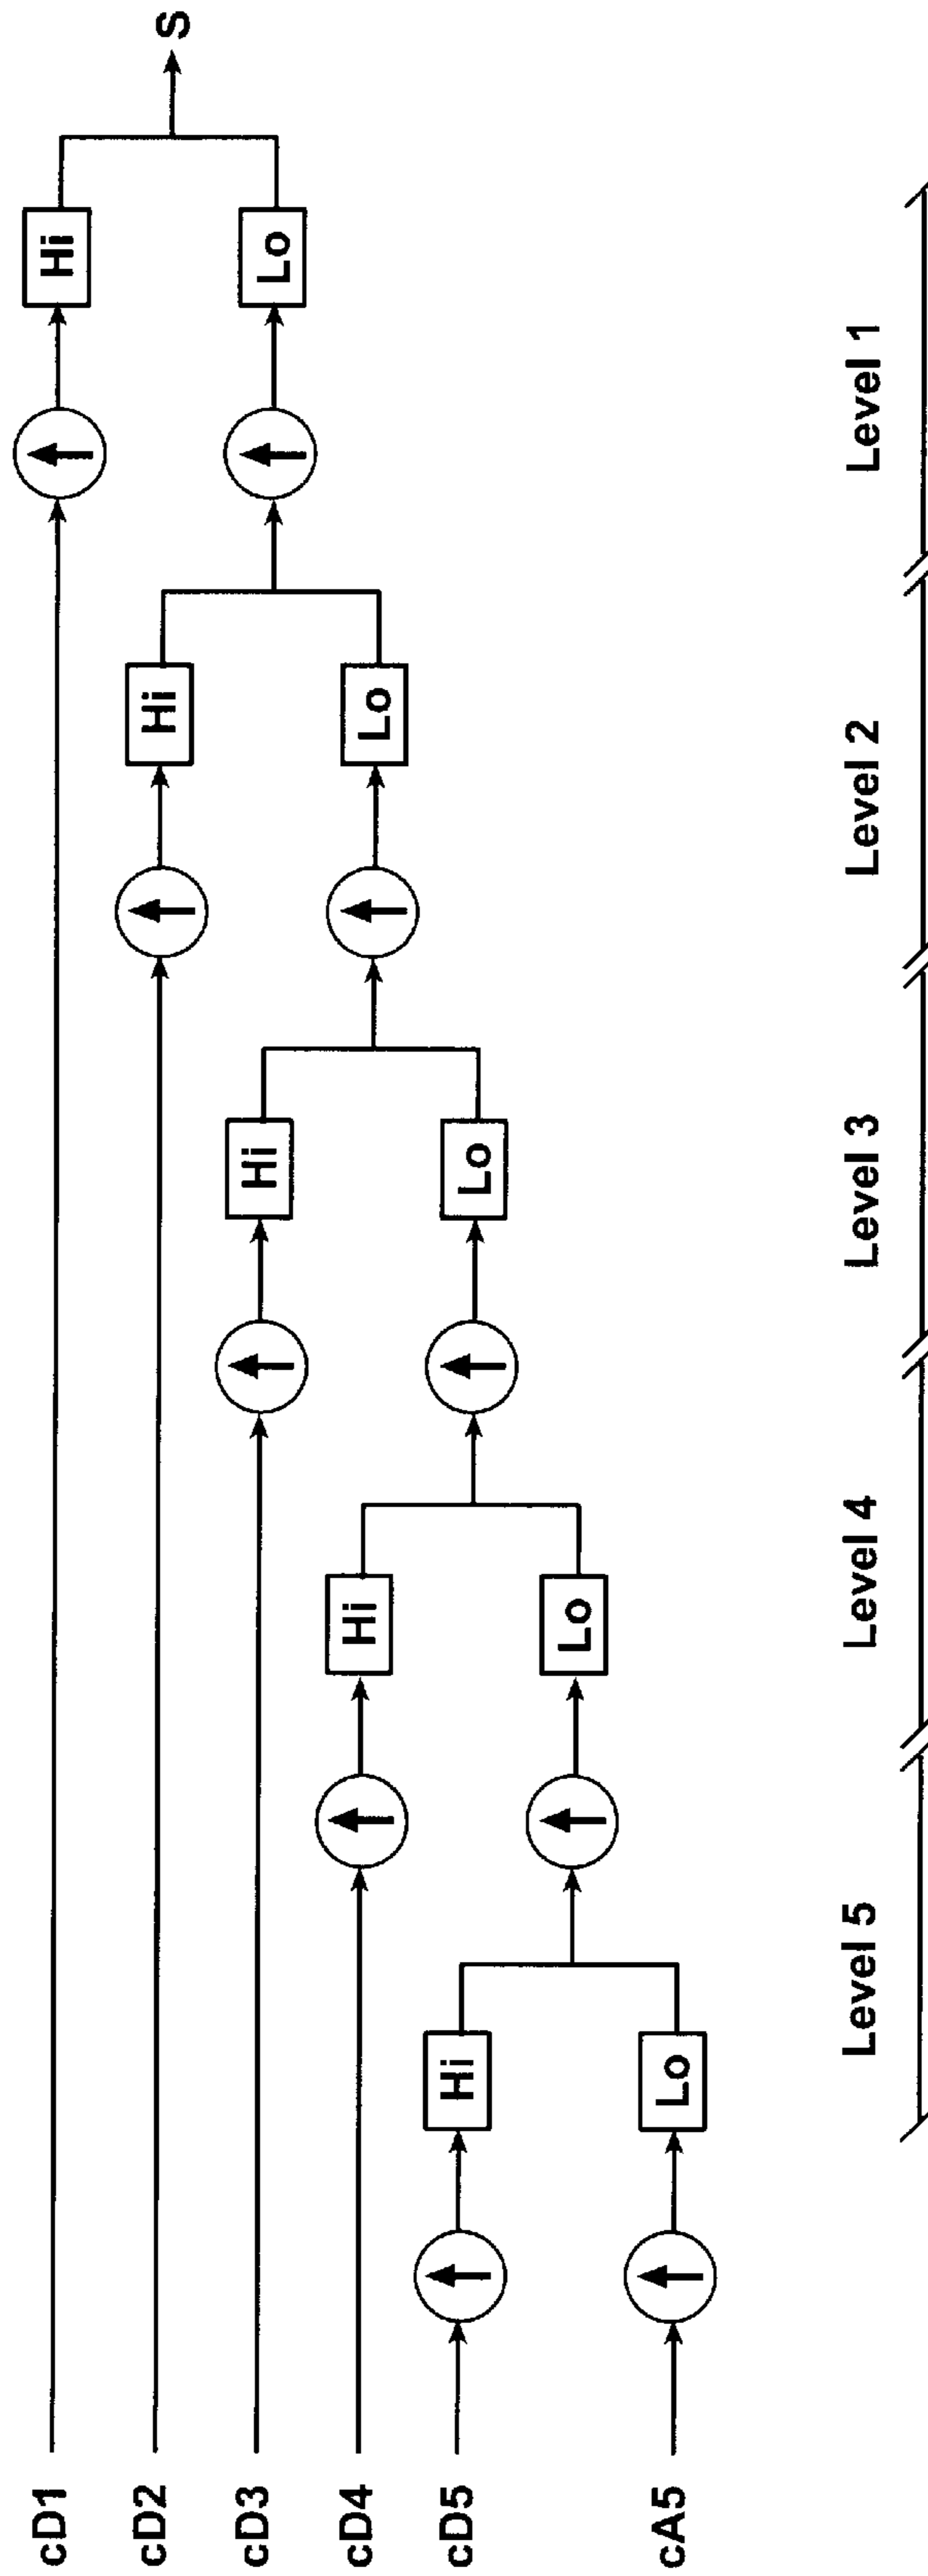 cD1
cD2
cD3
cD4
cD5
cA5
Hi
Lo
Hi
Lo
Hi
Lo
Hi
Lo
Hi
Lo
S
Level 5
Level 4
Level 3
Level 2
Level 1